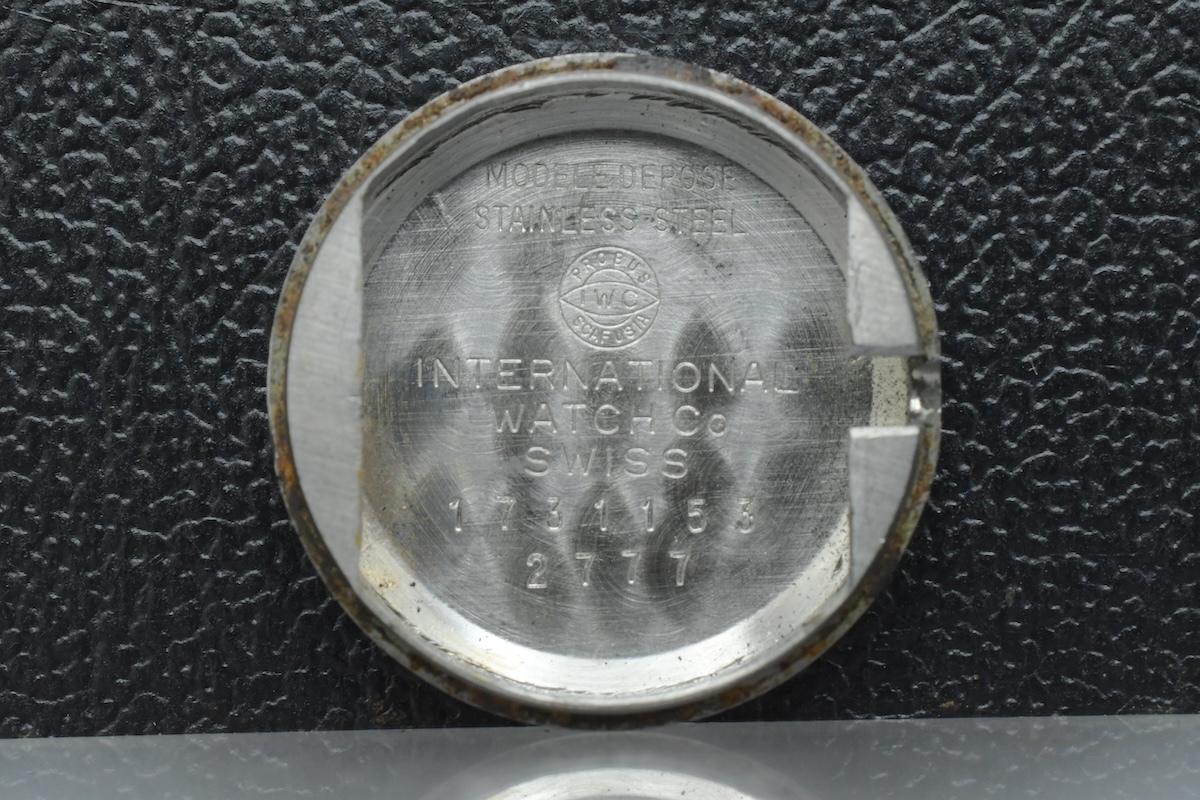 MODELE DEPOSE
STAINLESS STEEL
PROBUS
IWC
SCAFUSIA
INTERNATIONAL
WATCH Co
SWISS
1731153
2777